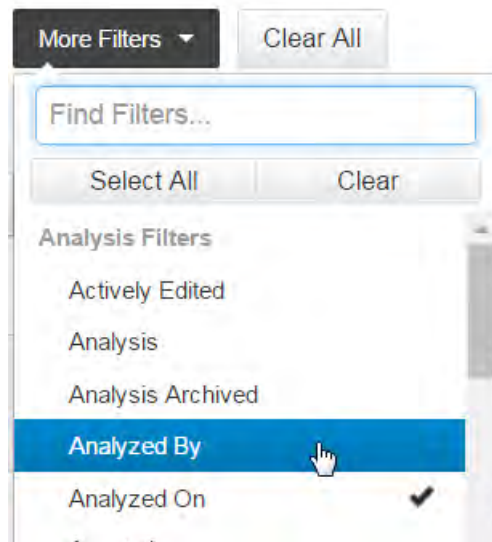 More Filters Clear All
Find Filters...
Select All Clear
Analysis Filters
Actively Edited
Analysis
Analysis Archived
Analyzed By
Analyzed On